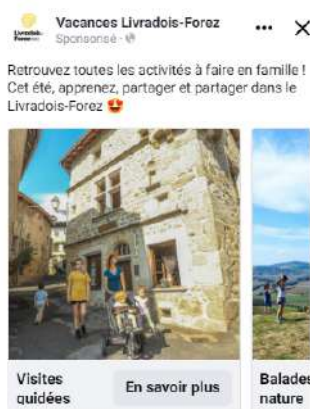 Vacances Livradois-Forez
Sponsorisé
Retrouvez toutes les activités à faire en famille !
Cet été, apprenez, partager et partager dans le
Livradois-Forez 🤩
Visites
guidées
En savoir plus
Balades
nature